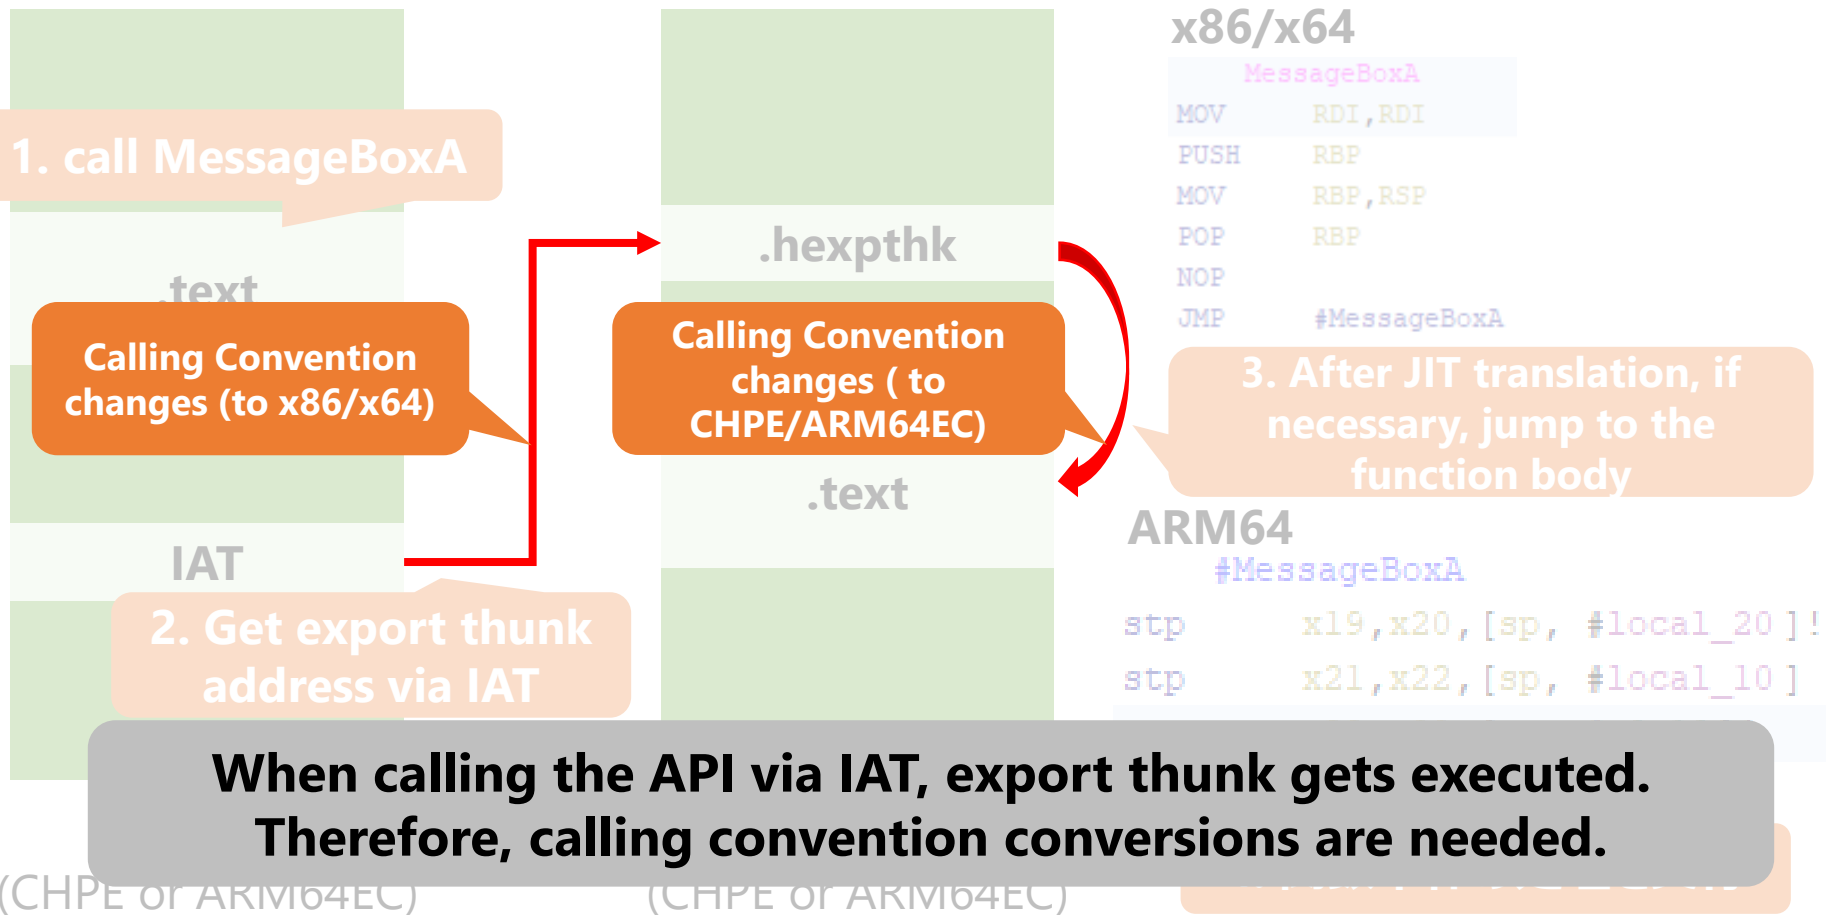 1. call MessageBoxA
.text
Calling Convention
changes (to x86/x64)
IAT
2. Get export thunk
address via IAT
(CHPE or ARM64EC)
.hexpthk
Calling Convention
changes ( to
CHPE/ARM64EC)
.text
(CHPE or ARM64EC)
x86/x64
MessageBoxA
MOV RDI,RDI
PUSH RBP
MOV RBP,RSP
POP RBP
NOP
JMP #MessageBoxA
3. After JIT translation, if
necessary, jump to the
function body
ARM64
#MessageBoxA
stp x19,x20,[sp, #local_20]!
stp x21,x22,[sp, #local_10]
When calling the API via IAT, export thunk gets executed.
Therefore, calling convention conversions are needed.